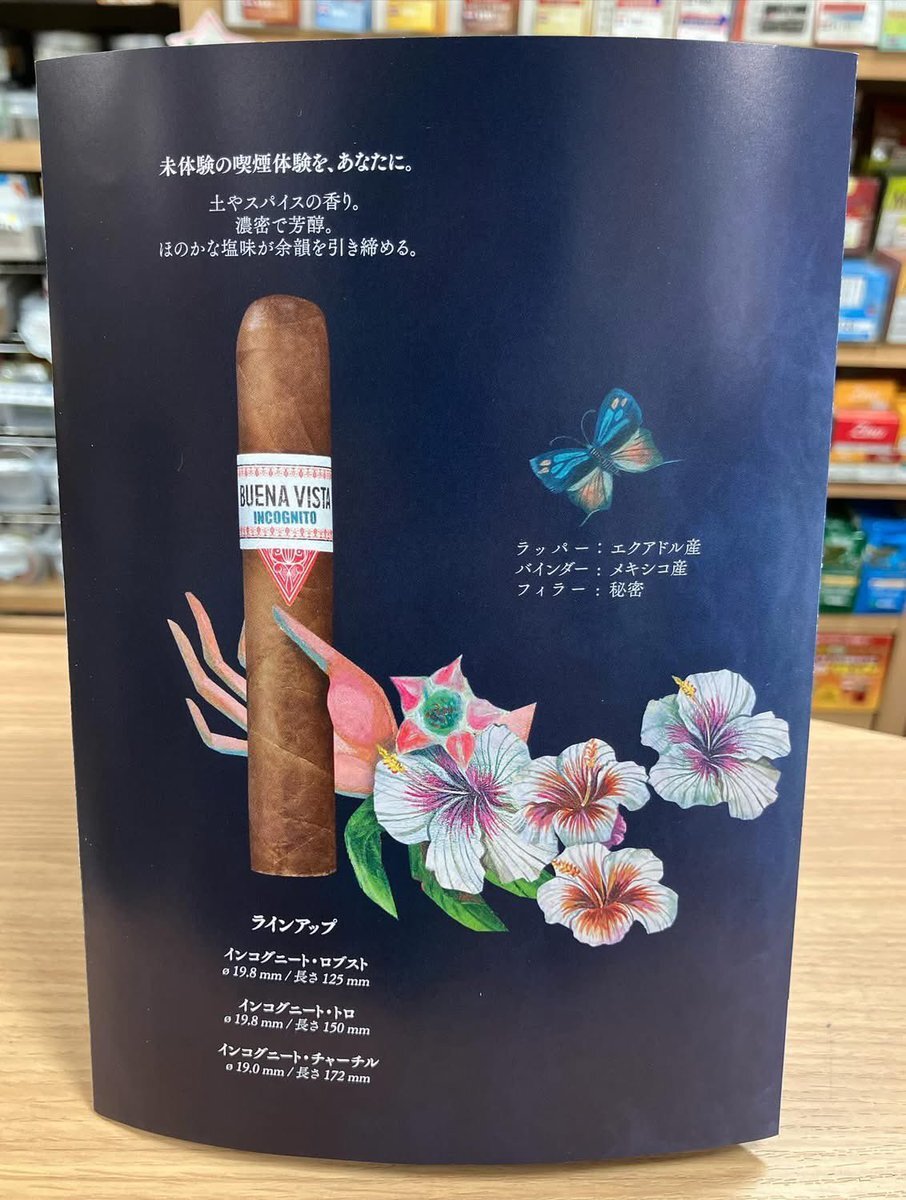 未体験の喫煙体験を、あなたに。
土やスパイスの香り。
濃密で芳醇。
ほのかな塩味が余韻を引き締める。
BUENA VISTA
INCOGNITO
ラッパー：エクアドル産
バインダー：メキシコ産
フィラー：秘密
ラインアップ
インコグニート・ロブスト
ø 19.8 mm / 長さ 125 mm
インコグニート・トロ
ø 19.8 mm / 長さ 150 mm
インコグニート・チャーチル
ø 19.0 mm / 長さ 172 mm